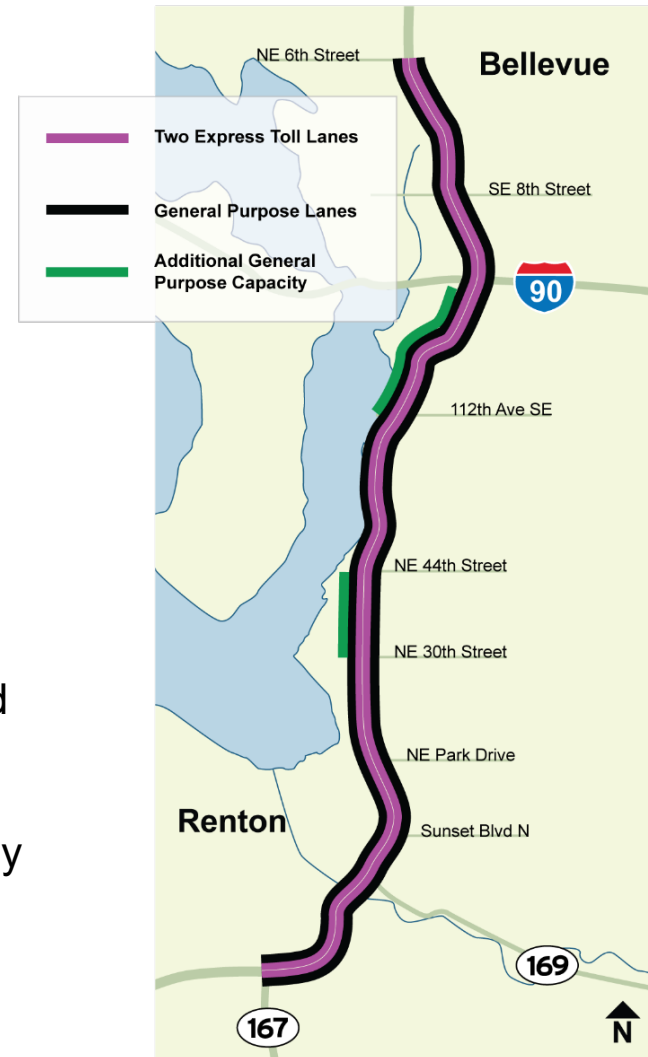 NE 6th Street
Bellevue
Two Express Toll Lanes
SE 8th Street
General Purpose Lanes
Additional General
Purpose Capacity
90
112th Ave SE
NE 44th Street
NE 30th Street
d
NE Park Drive
Renton
Sunset Blvd N
y
169
167
N